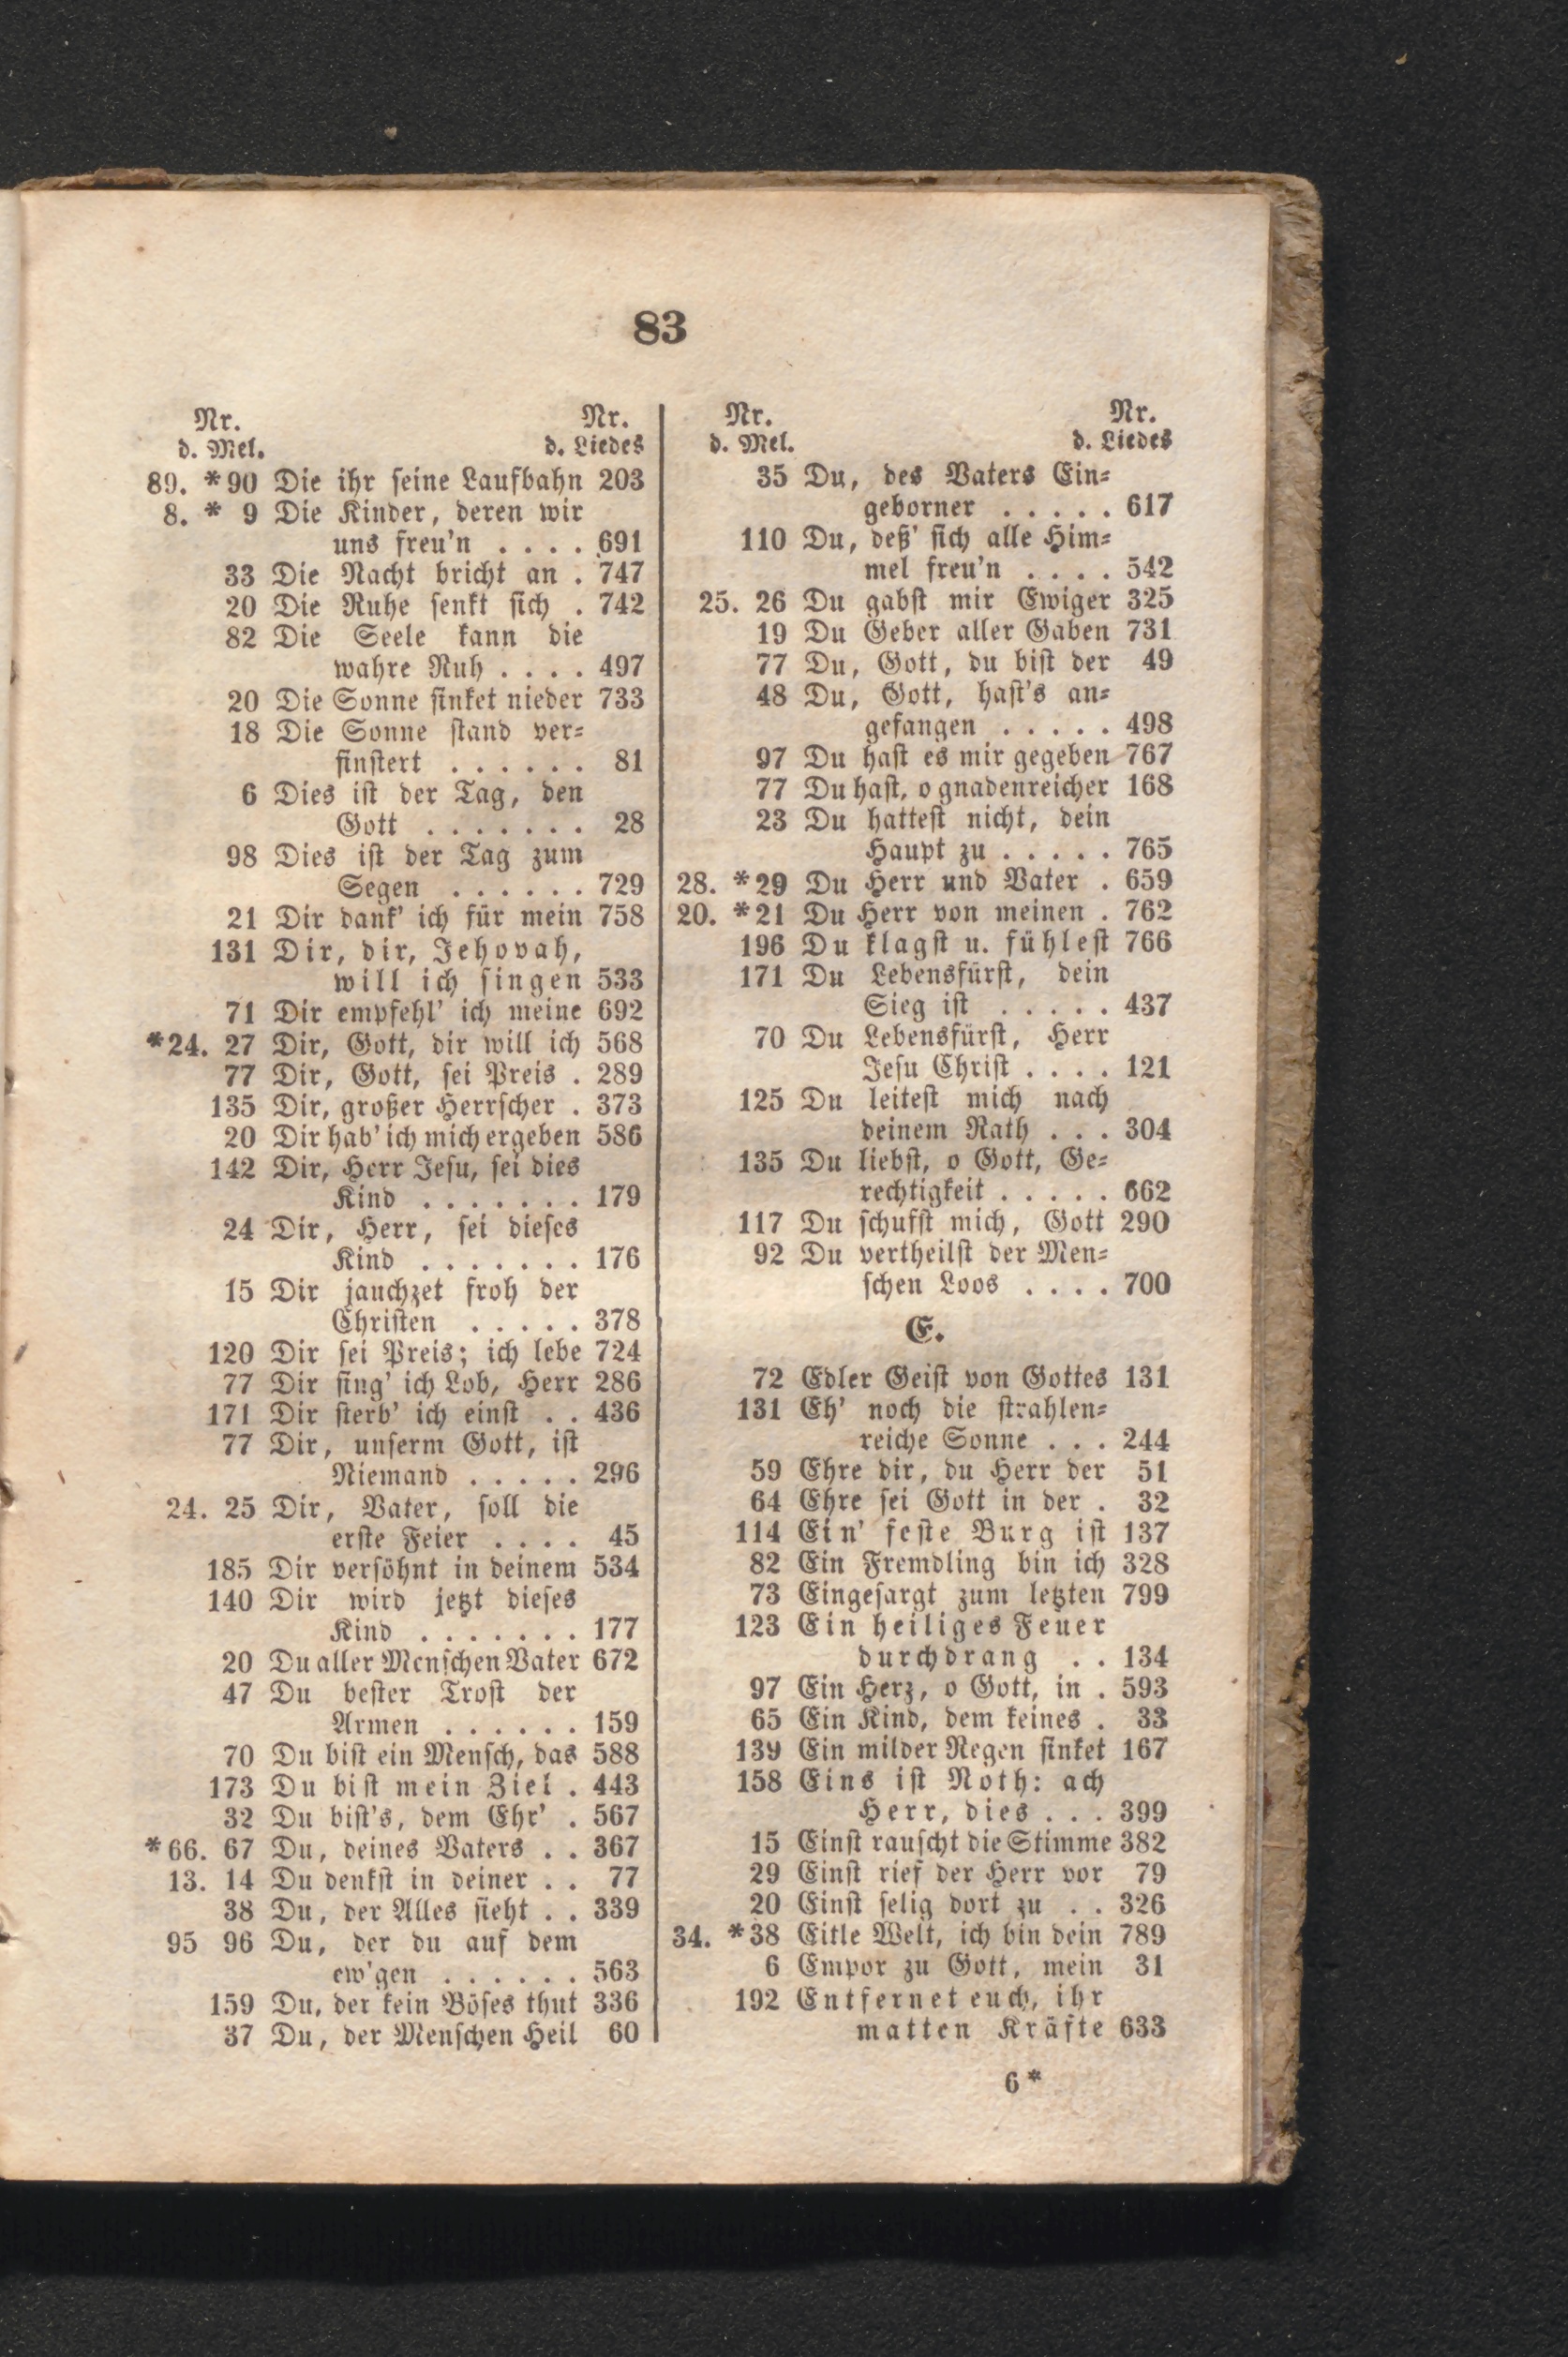 83
Nr. Nr.
d. Mel. d. Liedes
89. *90 Die ihr seine Laufbahn 203
8. * 9 Die Kinder, deren wir
uns freu'n . . . . 691
33 Die Nacht bricht an . 747
20 Die Ruhe senkt sich . 742
82 Die Seele kann die
wahre Ruh . . . . 497
20 Die Sonne sinket nieder 733
18 Die Sonne stand ver=
finstert . . . . . . 81
6 Dies ist der Tag, den
Gott . . . . . . . 28
98 Dies ist der Tag zum
Segen . . . . . . 729
21 Dir dank' ich für mein 758
131 Dir, dir, Jehovah,
will ich singen 533
71 Dir empfehl' ich meine 692
*24. 27 Dir, Gott, dir will ich 568
77 Dir, Gott, sei Preis . 289
135 Dir, großer Herrscher . 373
20 Dir hab' ich mich ergeben 586
142 Dir, Herr Jesu, sei dies
Kind . . . . . . . 179
24 Dir, Herr, sei dieses
Kind . . . . . . . 176
15 Dir jauchzet froh der
Christen . . . . . 378
120 Dir sei Preis; ich lebe 724
77 Dir sing' ich Lob, Herr 286
171 Dir sterb' ich einst . . 436
77 Dir, unserm Gott, ist
Niemand . . . . . 296
24. 25 Dir, Vater, soll die
erste Feier . . . . 45
185 Dir versöhnt in deinem 534
140 Dir wird jetzt dieses
Kind . . . . . . . 177
20 Du aller Menschen Vater 672
47 Du bester Trost der
Armen . . . . . . 159
70 Du bist ein Mensch, das 588
173 Du bist mein Ziel . 443
32 Du bist's, dem Ehr' . 567
*66. 67 Du, deines Vaters . . 367
13. 14 Du denkst in deiner . . 77
38 Du, der Alles sieht . . 339
95 96 Du, der du auf dem
ew'gen . . . . . . 563
159 Du, der kein Böses thut 336
37 Du, der Menschen Heil 60
Nr. Nr.
d. Mel. d. Liedes
35 Du, des Vaters Ein=
geborner . . . . . 617
110 Du, deß' sich alle Him=
mel freu'n . . . . 542
25. 26 Du gabst mir Ewiger 325
19 Du Geber aller Gaben 731
77 Du, Gott, du bist der 49
48 Du, Gott, hast's an=
gefangen . . . . . 498
97 Du hast es mir gegeben 767
77 Du hast, o gnadenreicher 168
23 Du hattest nicht, dein
Haupt zu . . . . . 765
28. *29 Du Herr und Vater . 659
20. *21 Du Herr von meinen . 762
196 Du klagst u. fühlest 766
171 Du Lebensfürst, dein
Sieg ist . . . . . 437
70 Du Lebensfürst, Herr
Jesu Christ . . . . 121
125 Du leitest mich nach
deinem Rath . . . 304
135 Du liebst, o Gott, Ge=
rechtigkeit . . . . . 662
117 Du schufst mich, Gott 290
92 Du vertheilst der Men=
schen Loos . . . . 700
E.
72 Edler Geist von Gottes 131
131 Eh' noch die strahlen=
reiche Sonne . . . 244
59 Ehre dir, du Herr der 51
64 Ehre sei Gott in der . 32
114 Ein' feste Burg ist 137
82 Ein Fremdling bin ich 328
73 Eingesargt zum letzten 799
123 Ein heiliges Feuer
durchdrang . . 134
97 Ein Herz, o Gott, in . 593
65 Ein Kind, dem keines . 33
139 Ein milder Regen sinket 167
158 Eins ist Noth: ach
Herr, dies . . . 399
15 Einst rauscht die Stimme 382
29 Einst rief der Herr vor 79
20 Einst selig dort zu . . 326
34. *38 Eitle Welt, ich bin dein 789
6 Empor zu Gott, mein 31
192 Entfernet euch, ihr
matten Kräfte 633
6*